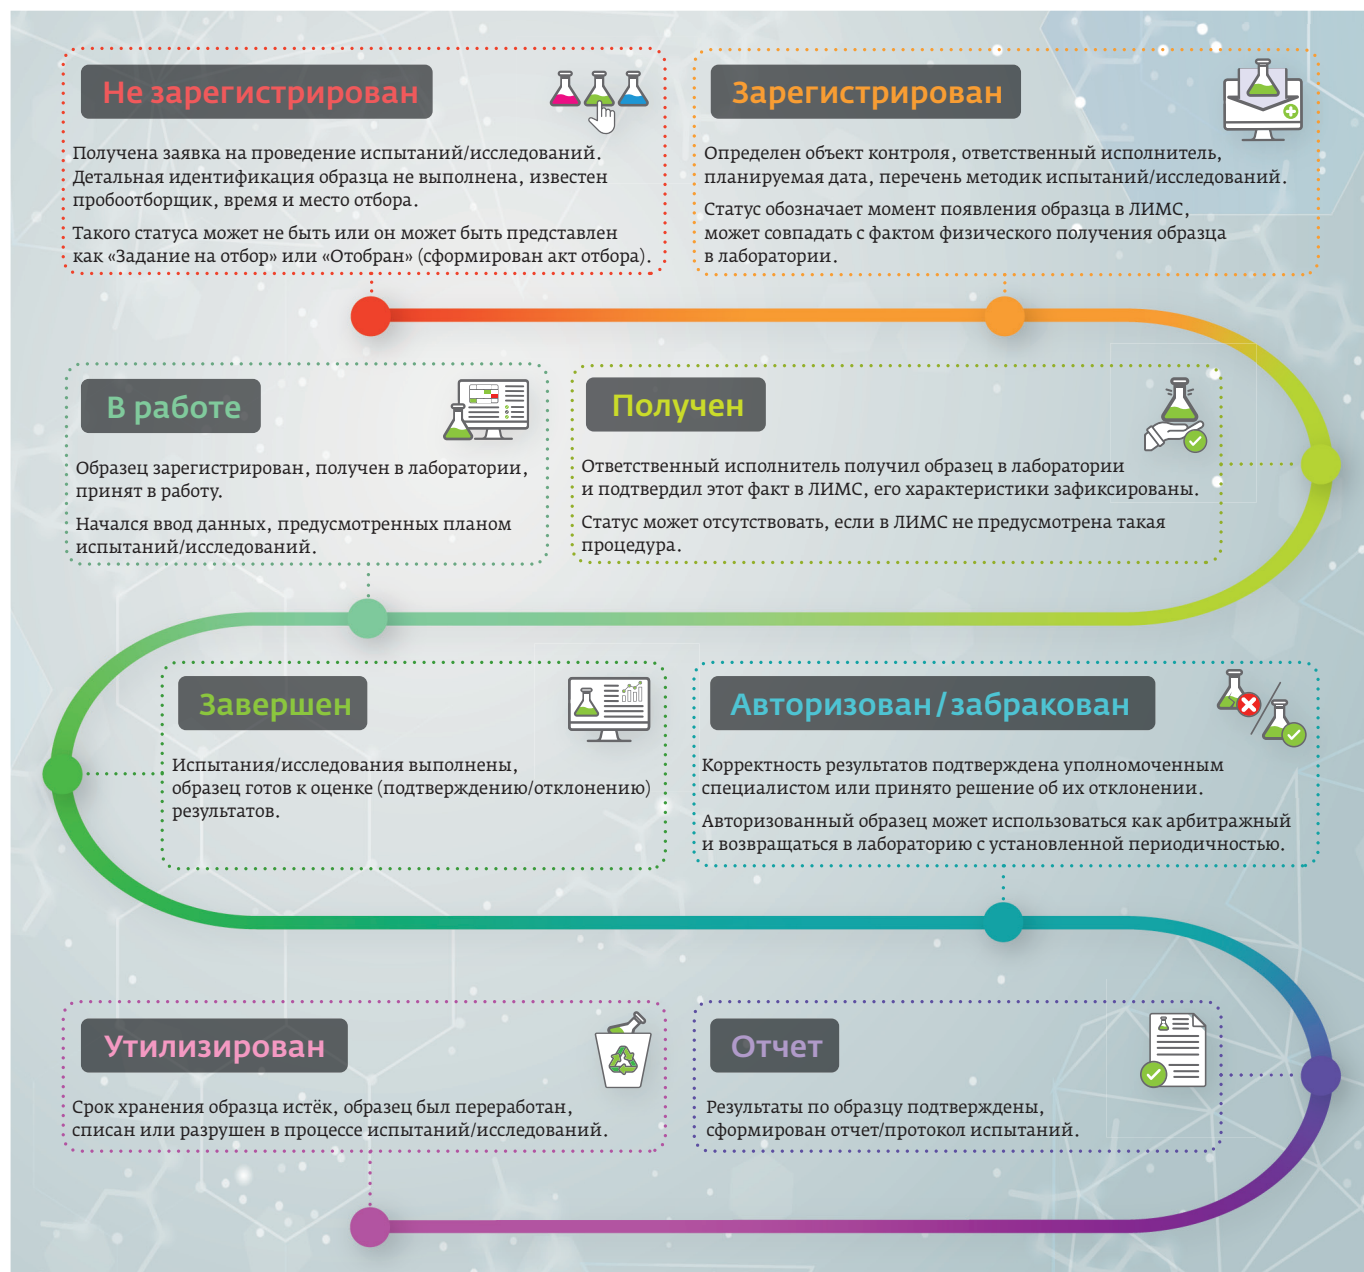 Не зарегистрирован
Получена заявка на проведение испытаний/исследований.
Детальная идентификация образца не выполнена, известен
пробоотборщик, время и место отбора.
Такого статуса может не быть или он может быть представлен
как «Задание на отбор» или «Отобран» (сформирован акт отбора).
Зарегистрирован
Определен объект контроля, ответственный исполнитель,
планируемая дата, перечень методик испытаний/исследований.
Статус обозначает момент появления образца в ЛИМС,
может совпадать с фактом физического получения образца
в лаборатории.
В работе
Образец зарегистрирован, получен в лаборатории,
принят в работу.
Начался ввод данных, предусмотренных планом
испытаний/исследований.
Получен
Ответственный исполнитель получил образец в лаборатории
и подтвердил этот факт в ЛИМС, его характеристики зафиксированы.
Статус может отсутствовать, если в ЛИМС не предусмотрена такая
процедура.
Завершен
Испытания/исследования выполнены,
образец готов к оценке (подтверждению/отклонению)
результатов.
Авторизован / забракован
Корректность результатов подтверждена уполномоченным
специалистом или принято решение об их отклонении.
Авторизованный образец может использоваться как арбитражный
и возвращаться в лабораторию с установленной периодичностью.
Утилизирован
Срок хранения образца истёк, образец был переработан,
списан или разрушен в процессе испытаний/исследований.
Отчет
Результаты по образцу подтверждены,
сформирован отчет/протокол испытаний.